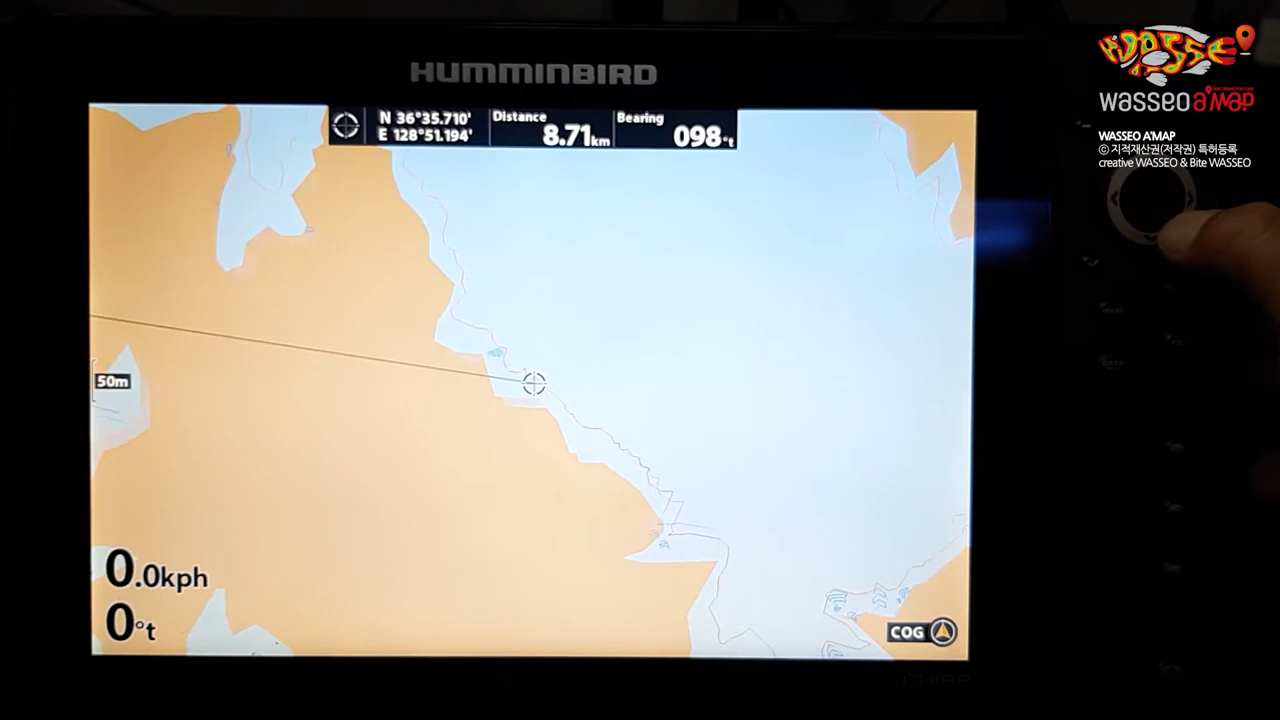 HUMMINBIRD
N 36°35.710'
E 128°51.194'
Distance
8.71km
Bearing
098°t
50m
0.0kph
0°t
COG
CHIRP
WASSEO
wasseo a'map
WASSEO A'MAP
© 지적재산권(저작권) 특허등록
creative WASSEO & Bite WASSEO